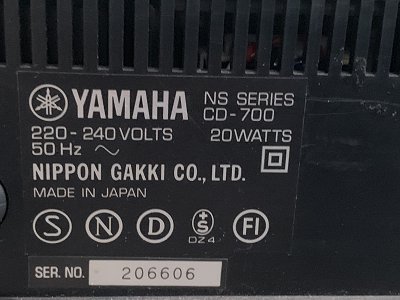 YAMAHA NS SERIES
CD-700
220-240 VOLTS 20 WATTS
50 Hz ~
NIPPON GAKKI CO., LTD.
MADE IN JAPAN
S N D +S FI
OZ4
SER. NO. 206606